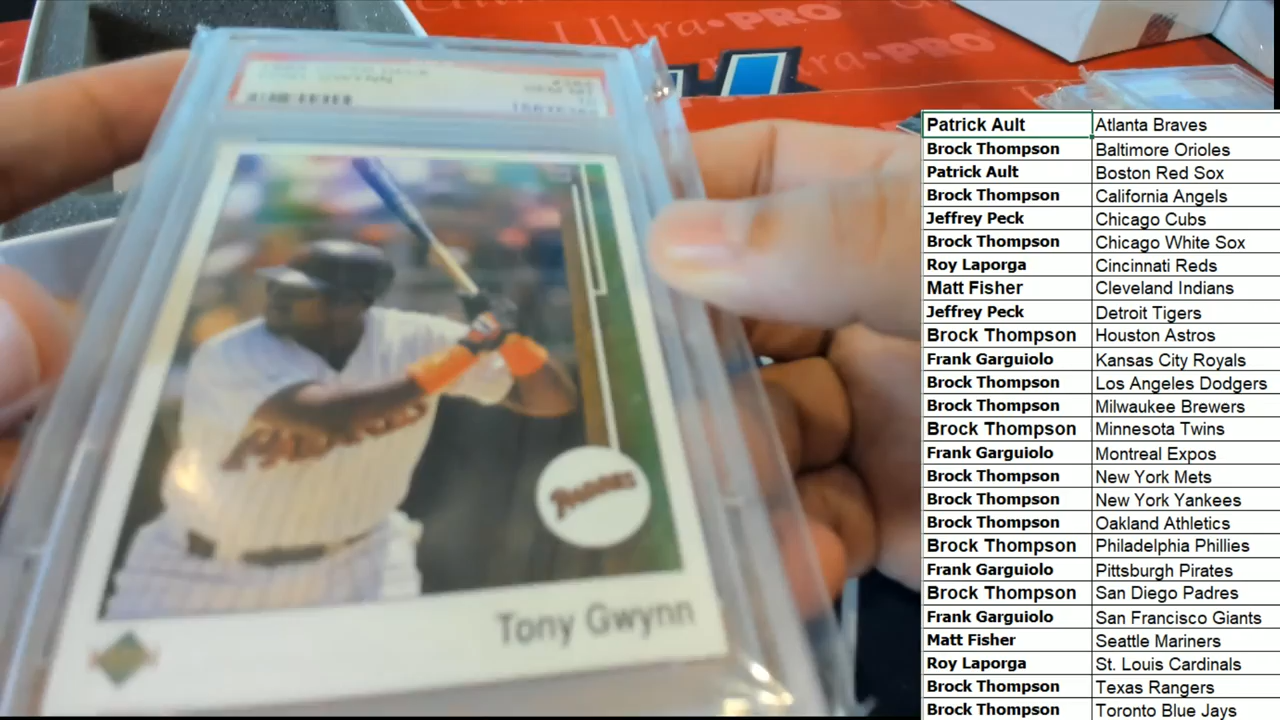 Ultra·PRO
Ultra·PRO
GEM MT
10
PADRES
Tony Gwynn
Patrick Ault Atlanta Braves
Brock Thompson Baltimore Orioles
Patrick Ault Boston Red Sox
Brock Thompson California Angels
Jeffrey Peck Chicago Cubs
Brock Thompson Chicago White Sox
Roy Laporga Cincinnati Reds
Matt Fisher Cleveland Indians
Jeffrey Peck Detroit Tigers
Brock Thompson Houston Astros
Frank Garguiolo Kansas City Royals
Brock Thompson Los Angeles Dodgers
Brock Thompson Milwaukee Brewers
Brock Thompson Minnesota Twins
Frank Garguiolo Montreal Expos
Brock Thompson New York Mets
Brock Thompson New York Yankees
Brock Thompson Oakland Athletics
Brock Thompson Philadelphia Phillies
Frank Garguiolo Pittsburgh Pirates
Brock Thompson San Diego Padres
Frank Garguiolo San Francisco Giants
Matt Fisher Seattle Mariners
Roy Laporga St. Louis Cardinals
Brock Thompson Texas Rangers
Brock Thompson Toronto Blue Jays